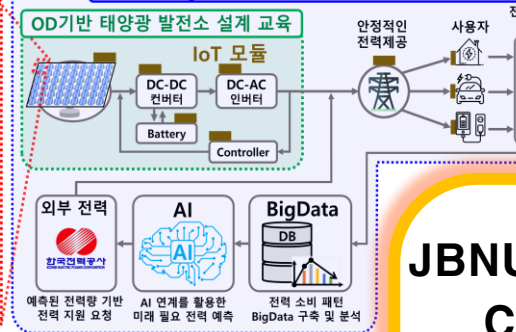 OD기반 태양광 발전소 설계 교육
IoT 모듈
DC-DC
컨버터
DC-AC
인버터
Battery
Controller
안정적인
전력제공
사용자
외부 전력
한국전력공사
KOREA ELECTRIC POWER CORPORATION
예측된 전력량 기반
전력 지원 요청
AI
AI
AI 연계를 활용한
미래 필요 전력 예측
BigData
DB
전력 소비 패턴
BigData 구축 및 분석
JBNU
C